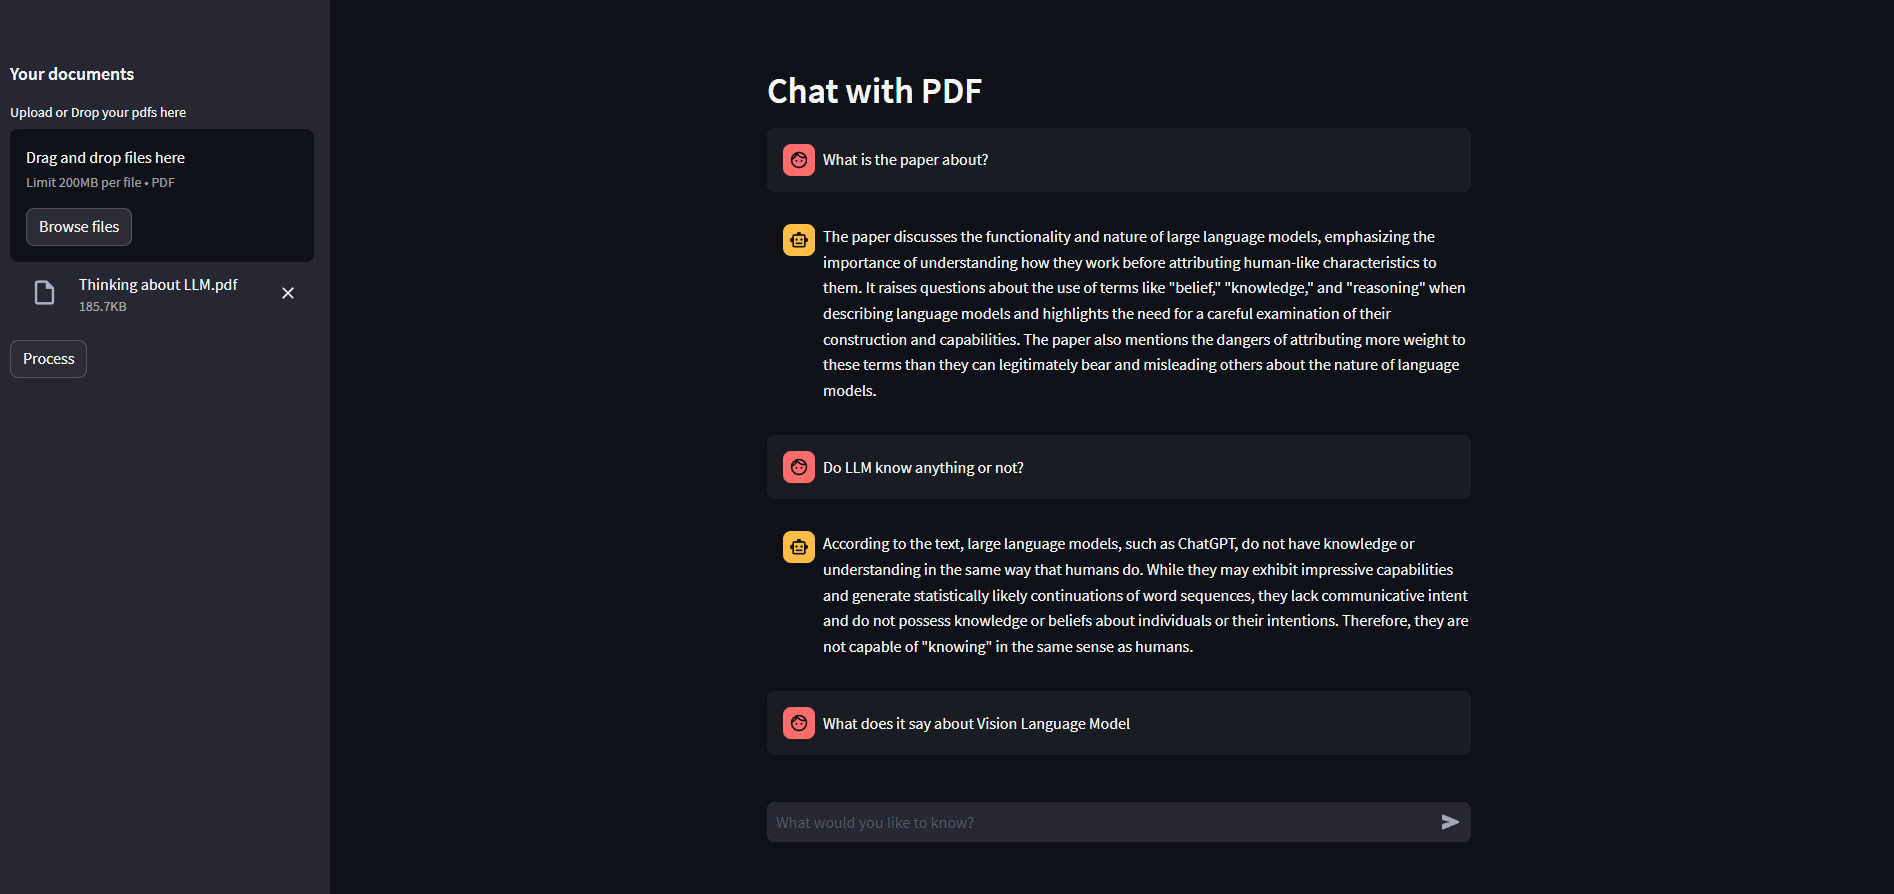 Your documents
Upload or Drop your pdfs here
Drag and drop files here
Limit 200MB per file • PDF
Browse files
Thinking about LLM.pdf
185.7KB
Process
Chat with PDF
What is the paper about?
The paper discusses the functionality and nature of large language models, emphasizing the
importance of understanding how they work before attributing human-like characteristics to
them. It raises questions about the use of terms like "belief," "knowledge," and "reasoning" when
describing language models and highlights the need for a careful examination of their
construction and capabilities. The paper also mentions the dangers of attributing more weight to
these terms than they can legitimately bear and misleading others about the nature of language
models.
Do LLM know anything or not?
According to the text, large language models, such as ChatGPT, do not have knowledge or
understanding in the same way that humans do. While they may exhibit impressive capabilities
and generate statistically likely continuations of word sequences, they lack communicative intent
and do not possess knowledge or beliefs about individuals or their intentions. Therefore, they are
not capable of "knowing" in the same sense as humans.
What does it say about Vision Language Model
What would you like to know?